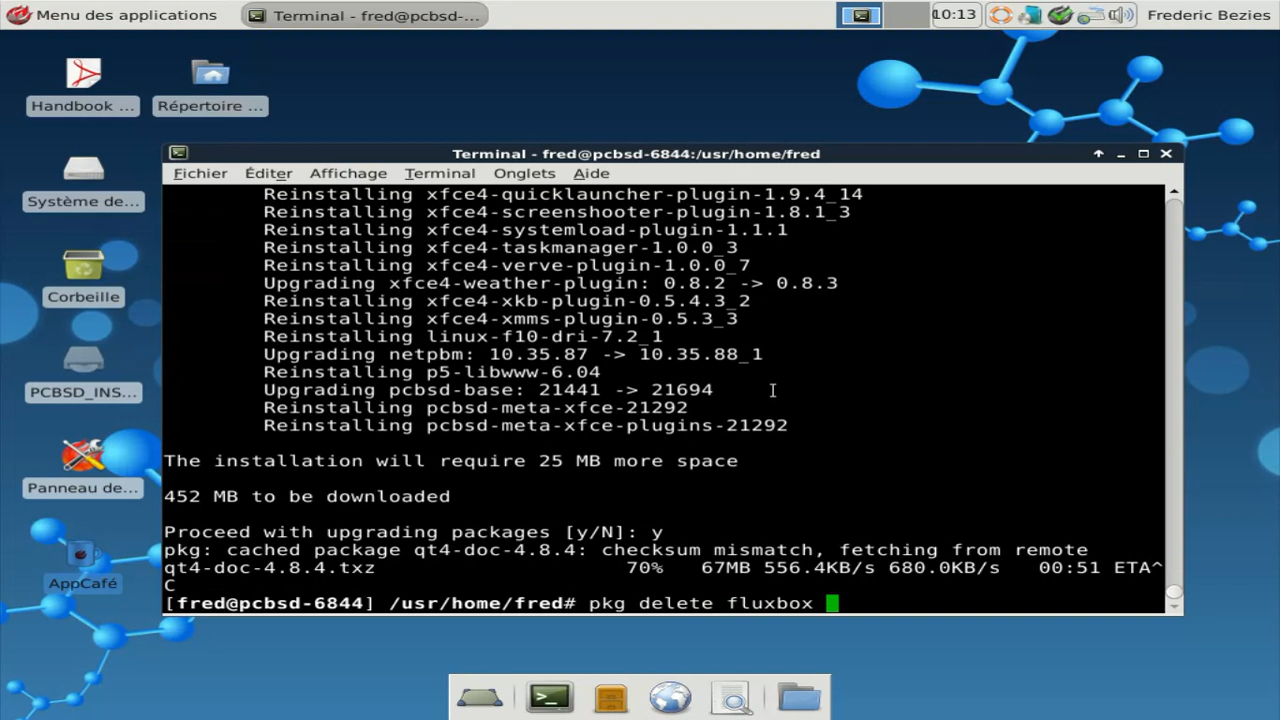 Menu des applications
Terminal - fred@pcbsd-...
10:13
Frederic Bezies
Handbook ...
Répertoire ...
Système de...
Corbeille
PCBSD_INS...
Panneau de...
AppCafé
Terminal - fred@pcbsd-6844:/usr/home/fred
Fichier Éditer Affichage Terminal Onglets Aide
Reinstalling xfce4-quicklauncher-plugin-1.9.4_14
Reinstalling xfce4-screenshooter-plugin-1.8.1_3
Reinstalling xfce4-systemload-plugin-1.1.1
Reinstalling xfce4-taskmanager-1.0.0_3
Reinstalling xfce4-verve-plugin-1.0.0_7
Upgrading xfce4-weather-plugin: 0.8.2 -> 0.8.3
Reinstalling xfce4-xkb-plugin-0.5.4.3_2
Reinstalling xfce4-xmms-plugin-0.5.3_3
Reinstalling linux-f10-dri-7.2_1
Upgrading netpbm: 10.35.87 -> 10.35.88_1
Reinstalling p5-libwww-6.04
Upgrading pcbsd-base: 21441 -> 21694
Reinstalling pcbsd-meta-xfce-21292
Reinstalling pcbsd-meta-xfce-plugins-21292
The installation will require 25 MB more space
452 MB to be downloaded
Proceed with upgrading packages [y/N]: y
pkg: cached package qt4-doc-4.8.4: checksum mismatch, fetching from remote
qt4-doc-4.8.4.txz 70% 67MB 556.4KB/s 680.0KB/s 00:51 ETA^
C
[fred@pcbsd-6844] /usr/home/fred# pkg delete fluxbox